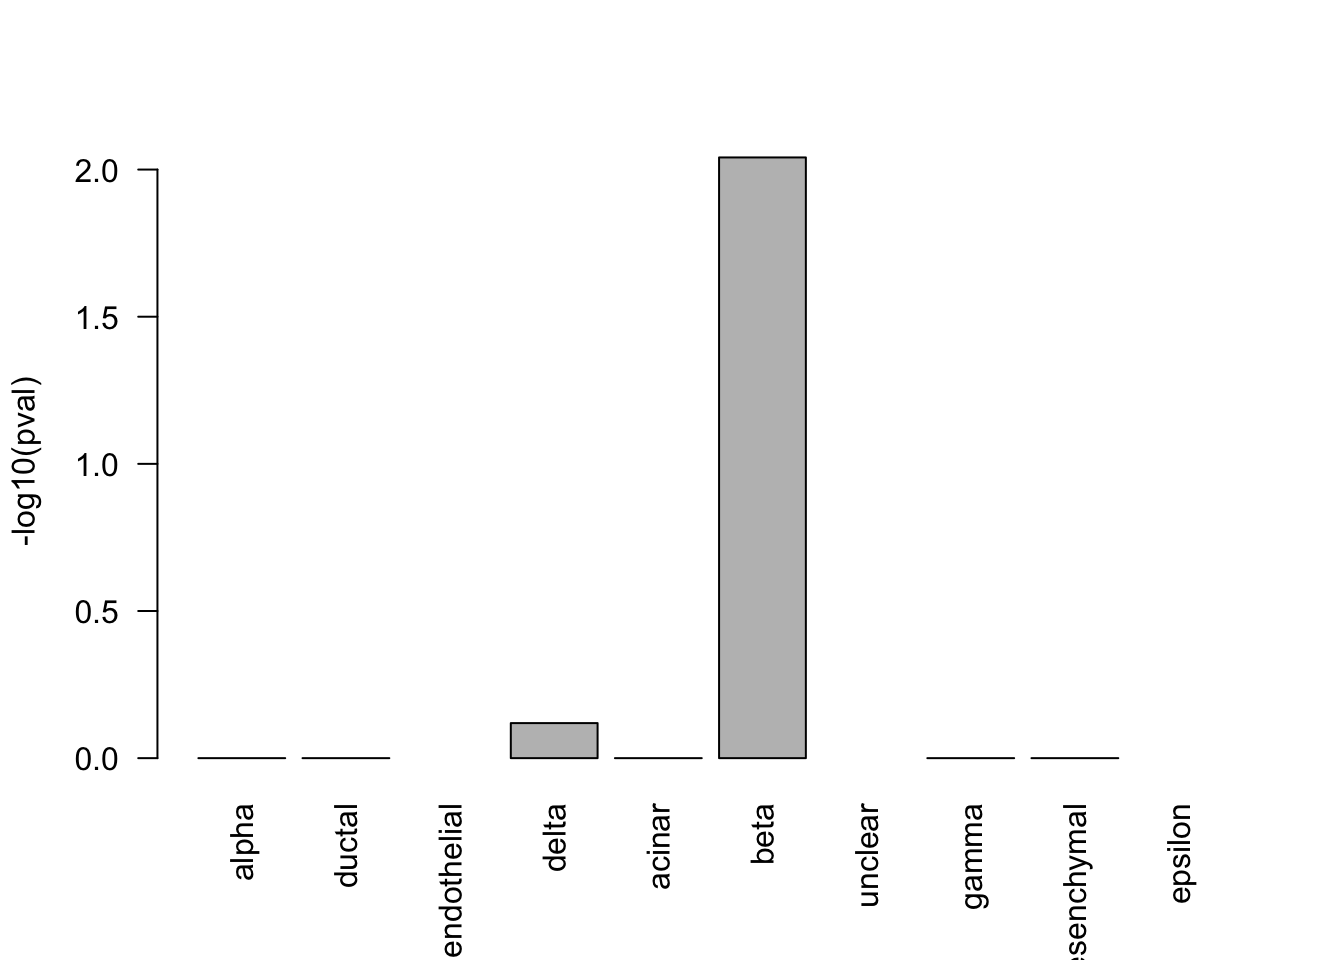 -log10(pval)
2.0
1.5
1.0
0.5
0.0
alpha
ductal
endothelial
delta
acinar
beta
unclear
gamma
esenchymal
epsilon